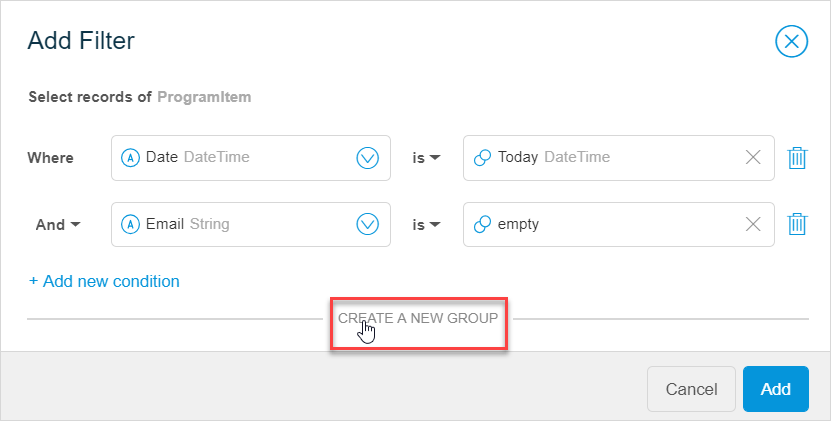 Add Filter
Select records of ProgramItem
Where A Date DateTime is Today DateTime
And A Email String is empty
+ Add new condition
CREATE A NEW GROUP
Cancel Add